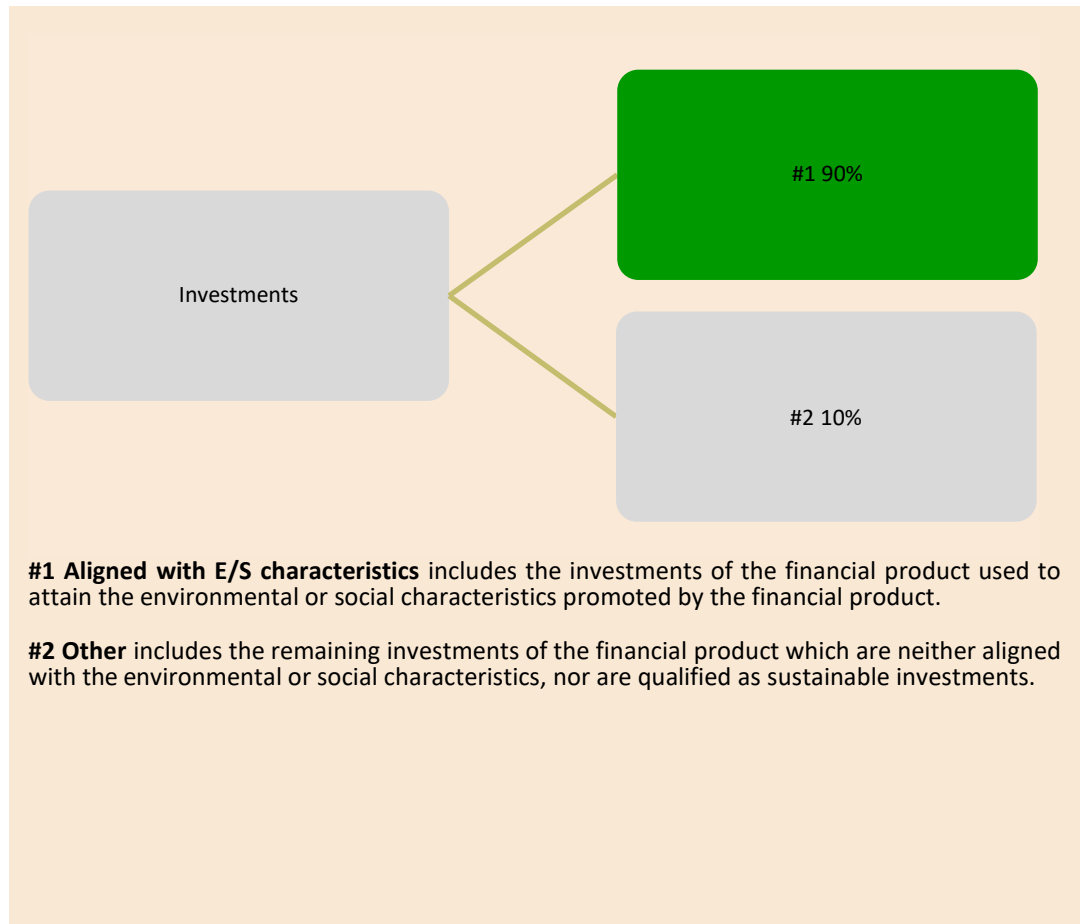 #1 90%
Investments
#2 10%
#1 Aligned with E/S characteristics includes the investments of the financial product used to
attain the environmental or social characteristics promoted by the financial product.
#2 Other includes the remaining investments of the financial product which are neither aligned
with the environmental or social characteristics, nor are qualified as sustainable investments.